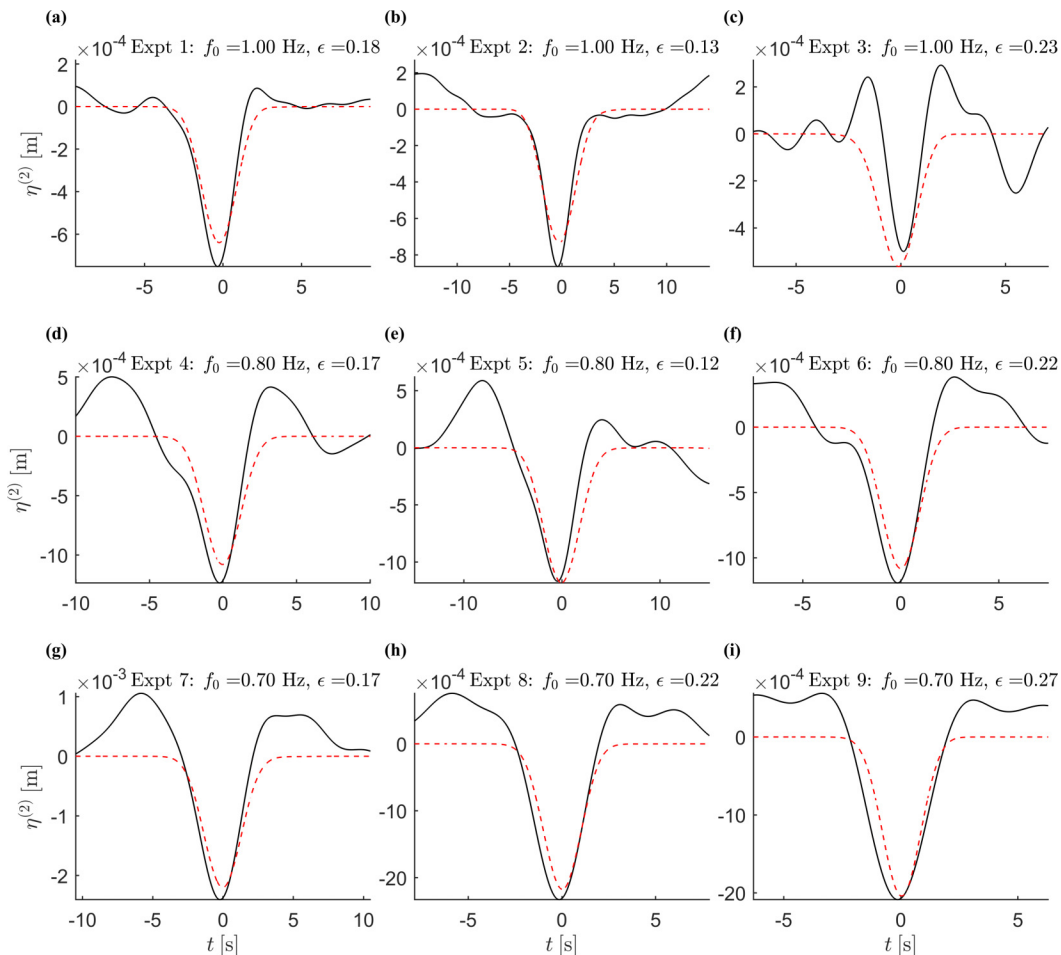 (a) (b) (c)
×10⁻⁴ Expt 1: f₀ =1.00 Hz, ϵ=0.18
2
0
-2
-4
-6
η⁽²⁾ [m]
-5 0 5
×10⁻⁴ Expt 2: f₀ =1.00 Hz, ϵ=0.13
2
0
-2
-4
-6
-8
-10 -5 0 5 10
×10⁻⁴ Expt 3: f₀ =1.00 Hz, ϵ=0.23
2
0
-2
-4
-5 0 5
(d) (e) (f)
×10⁻⁴ Expt 4: f₀ =0.80 Hz, ϵ=0.17
5
0
-5
-10
η⁽²⁾ [m]
-10 -5 0 5 10
×10⁻⁴ Expt 5: f₀ =0.80 Hz, ϵ=0.12
5
0
-5
-10
-10 0 10
×10⁻⁴ Expt 6: f₀ =0.80 Hz, ϵ=0.22
0
-5
-10
-5 0 5
(g) (h) (i)
×10⁻³ Expt 7: f₀ =0.70 Hz, ϵ=0.17
1
0
-1
-2
η⁽²⁾ [m]
-10 -5 0 5 10
t [s]
×10⁻⁴ Expt 8: f₀ =0.70 Hz, ϵ=0.22
0
-10
-20
-5 0 5
t [s]
×10⁻⁴ Expt 9: f₀ =0.70 Hz, ϵ=0.27
0
-10
-20
-5 0 5
t [s]